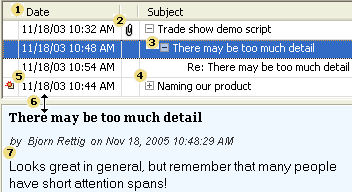 1 Date Subject
11/18/03 10:32 AM 2 Trade show demo script
11/18/03 10:48 AM 3 There may be too much detail
11/18/03 10:54 AM Re: There may be too much detail
5 11/18/03 10:44 AM 4 Naming our product
6
There may be too much detail
by Bjorn Rettig on Nov 18, 2005 10:48:29 AM
7
Looks great in general, but remember that many people
have short attention spans!